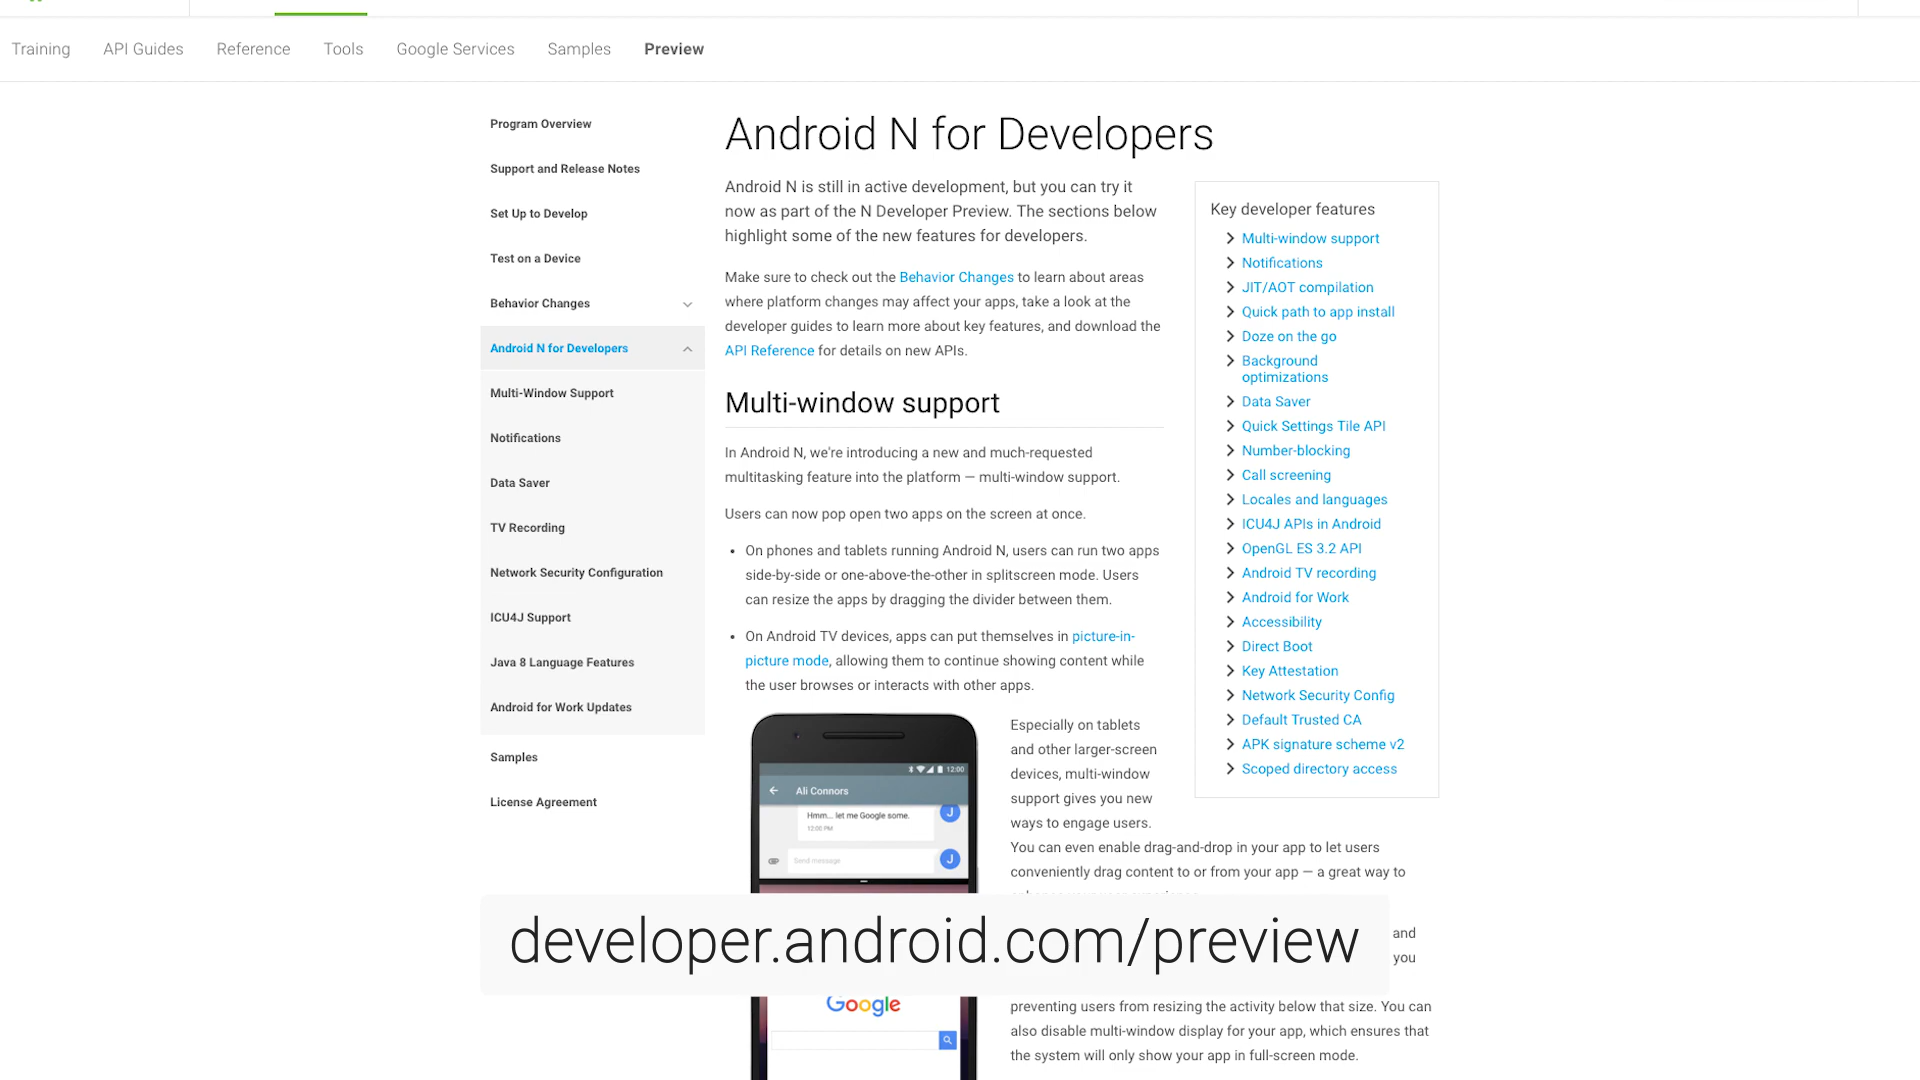 Training
API Guides
Reference
Tools
Google Services
Samples
Preview
Program Overview
Support and Release Notes
Set Up to Develop
Test on a Device
Behavior Changes
Android N for Developers
Multi-Window Support
Notifications
Data Saver
TV Recording
Network Security Configuration
ICU4J Support
Java 8 Language Features
Android for Work Updates
Samples
License Agreement
Android N for Developers
Android N is still in active development, but you can try it
now as part of the N Developer Preview. The sections below
highlight some of the new features for developers.
Make sure to check out the Behavior Changes to learn about areas
where platform changes may affect your apps, take a look at the
developer guides to learn more about key features, and download the
API Reference for details on new APIs.
Multi-window support
In Android N, we're introducing a new and much-requested
multitasking feature into the platform — multi-window support.
Users can now pop open two apps on the screen at once.
• On phones and tablets running Android N, users can run two apps
side-by-side or one-above-the-other in splitscreen mode. Users
can resize the apps by dragging the divider between them.
• On Android TV devices, apps can put themselves in picture-in-
picture mode, allowing them to continue showing content while
the user browses or interacts with other apps.
Key developer features
Multi-window support
Notifications
JIT/AOT compilation
Quick path to app install
Doze on the go
Background
optimizations
Data Saver
Quick Settings Tile API
Number-blocking
Call screening
Locales and languages
ICU4J APIs in Android
OpenGL ES 3.2 API
Android TV recording
Android for Work
Accessibility
Direct Boot
Key Attestation
Network Security Config
Default Trusted CA
APK signature scheme v2
Scoped directory access
12:00
Ali Connors
Hmm... let me Google some.
12:00 PM
J
Send message
J
Especially on tablets
and other larger-screen
devices, multi-window
support gives you new
ways to engage users.
You can even enable drag-and-drop in your app to let users
conveniently drag content to or from your app — a great way to
developer.android.com/preview
and
you
Google
preventing users from resizing the activity below that size. You can
also disable multi-window display for your app, which ensures that
the system will only show your app in full-screen mode.